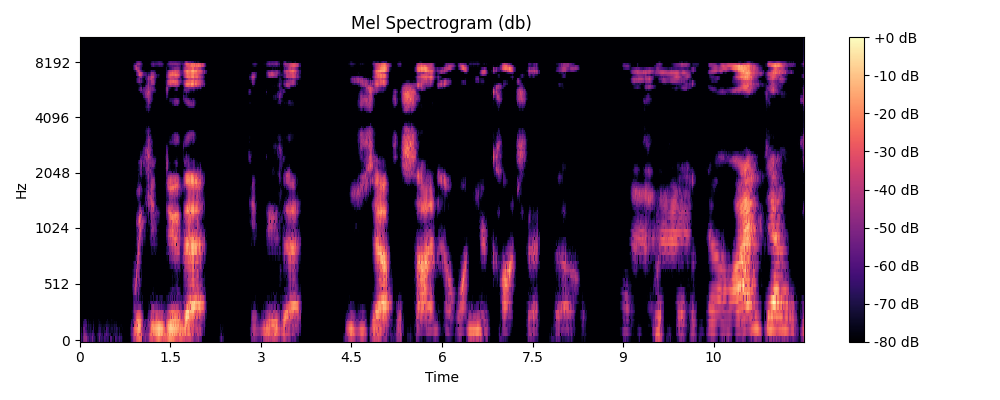 Mel Spectrogram (db)
+0 dB
8192
-10 dB
4096
-20 dB
-30 dB
2048
-40 dB
Hz
1024
-50 dB
512
-60 dB
-70 dB
0
-80 dB
0 1.5 3 4.5 6 7.5 9 10
Time